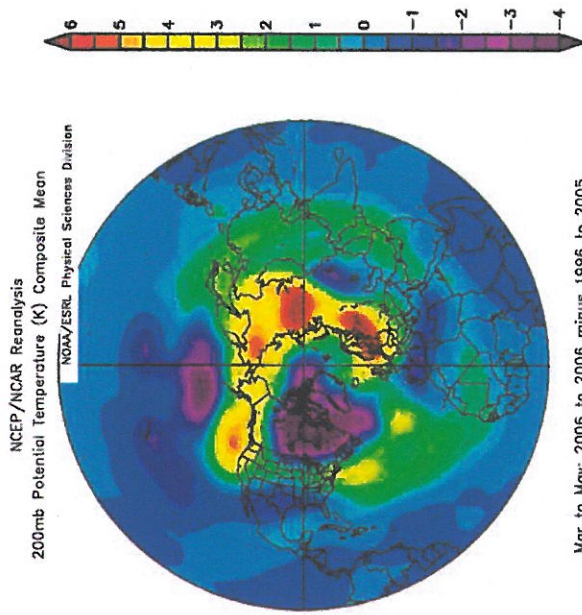 NCEP/NCAR Reanalysis
200mb Potential Temperature (K) Composite Mean
NOAA/ESRL Physical Sciences Division
6
5
4
3
2
1
0
-1
-2
-3
-4
Mar to May: 2006 to 2006 minus 1996 to 2005